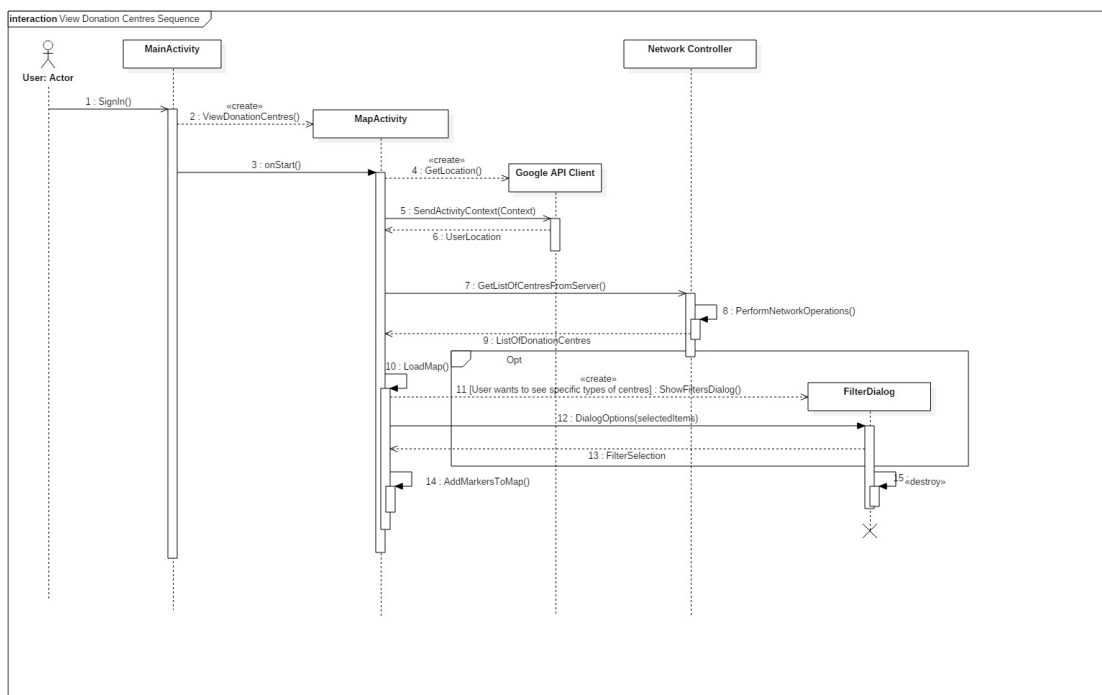 interaction View Donation Centres Sequence
MainActivity
Network Controller
User: Actor
1 : SignIn()
«create»
2 : ViewDonationCentres()
MapActivity
3 : onStart()
«create»
4 : GetLocation()
Google API Client
5 : SendActivityContext(Context)
6 : UserLocation
7 : GetListOfCentresFromServer()
8 : PerformNetworkOperations()
9 : ListOfDonationCentres
Opt
10 : LoadMap()
«create»
11 [User wants to see specific types of centres] : ShowFiltersDialog()
FilterDialog
12 : DialogOptions(selectedItems)
13 : FilterSelection
14 : AddMarkersToMap()
15 :
«destroy»